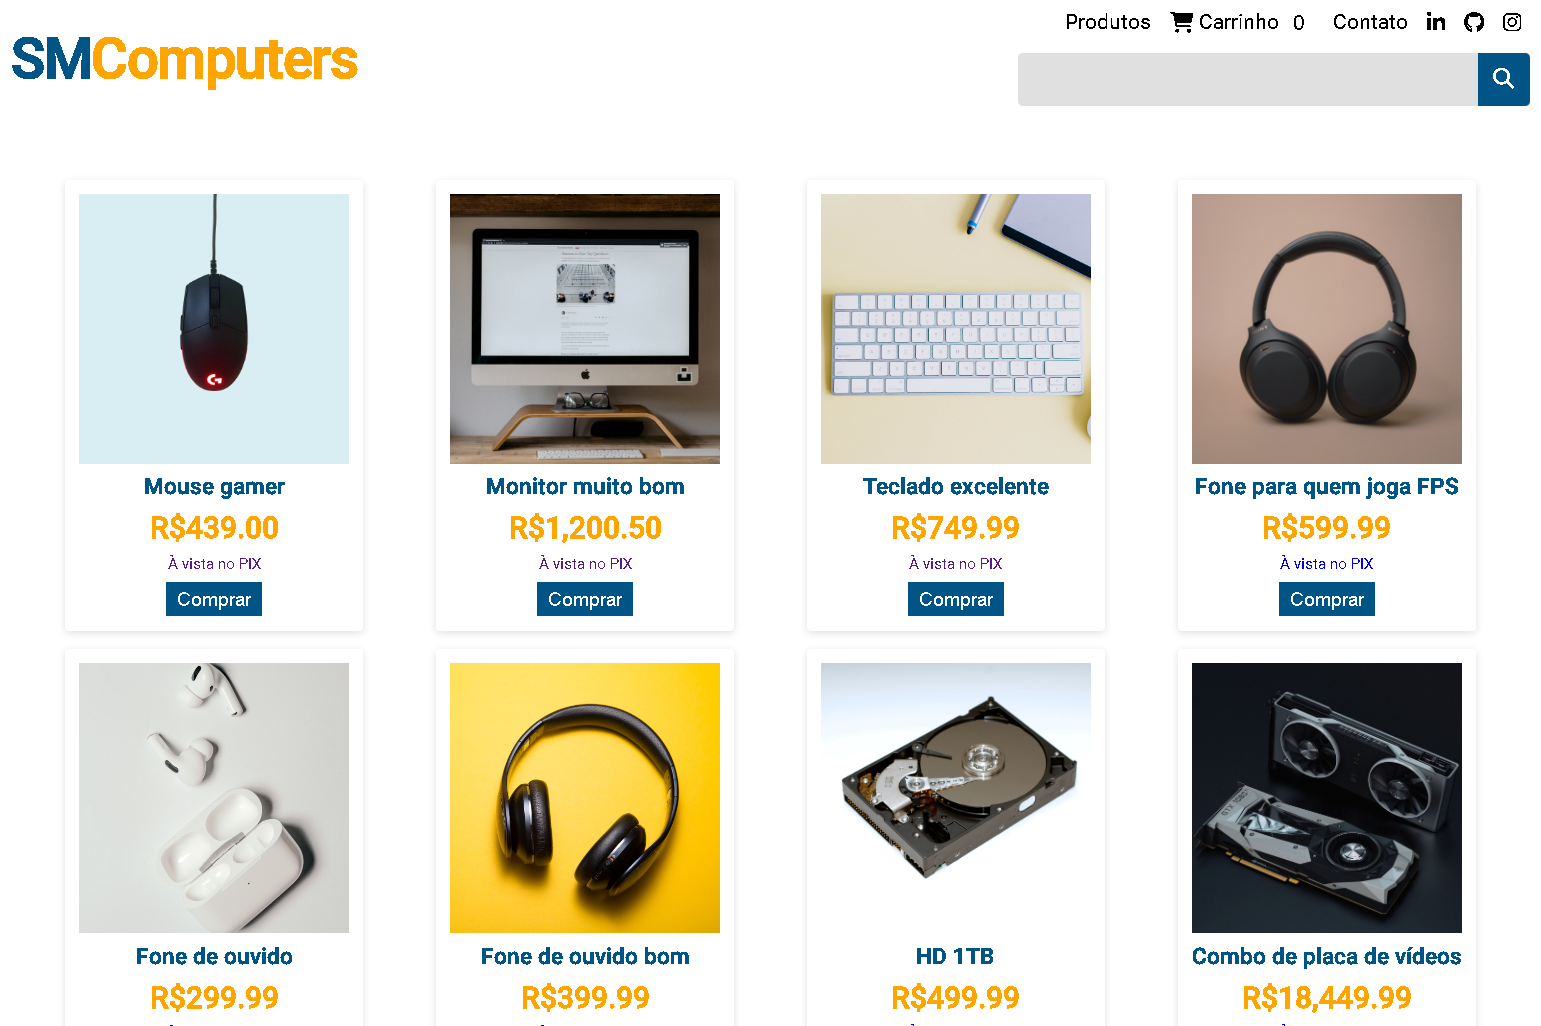 Produtos Carrinho 0 Contato
SMComputers
Mouse gamer
R$439.00
À vista no PIX
Comprar
Monitor muito bom
R$1,200.50
À vista no PIX
Comprar
Teclado excelente
R$749.99
À vista no PIX
Comprar
Fone para quem joga FPS
R$599.99
À vista no PIX
Comprar
Fone de ouvido
R$299.99
Fone de ouvido bom
R$399.99
HD 1TB
R$499.99
Combo de placa de vídeos
R$18,449.99